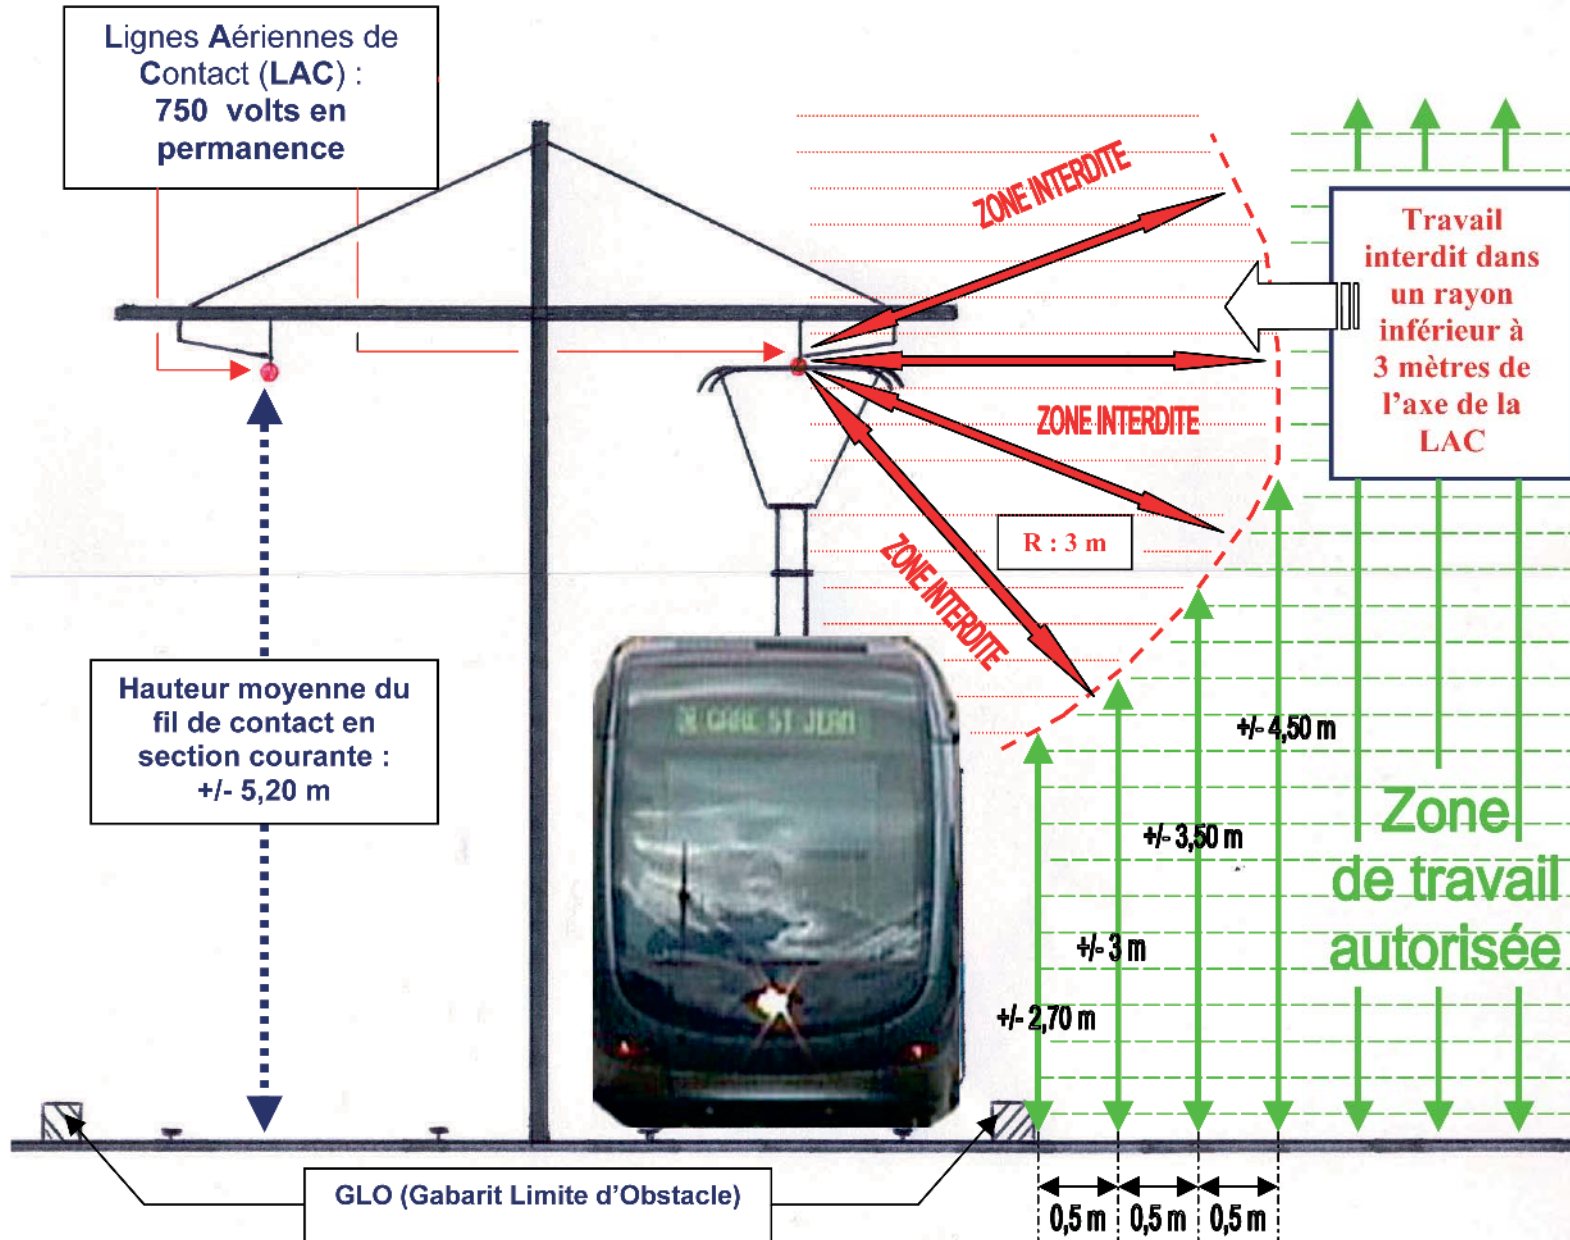 Lignes Aériennes de
Contact (LAC) :
750 volts en
permanence
ZONE INTERDITE
Travail
interdit dans
un rayon
inférieur à
3 mètres de
l'axe de la
LAC
ZONE INTERDITE
R : 3 m
ZONE INTERDITE
Hauteur moyenne du
fil de contact en
section courante :
+/- 5,20 m
GARE ST JEAN
+/- 4,50 m
+/- 3,50 m
+/- 3 m
+/- 2,70 m
Zone
de travail
autorisée
GLO (Gabarit Limite d'Obstacle)
0,5 m
0,5 m
0,5 m